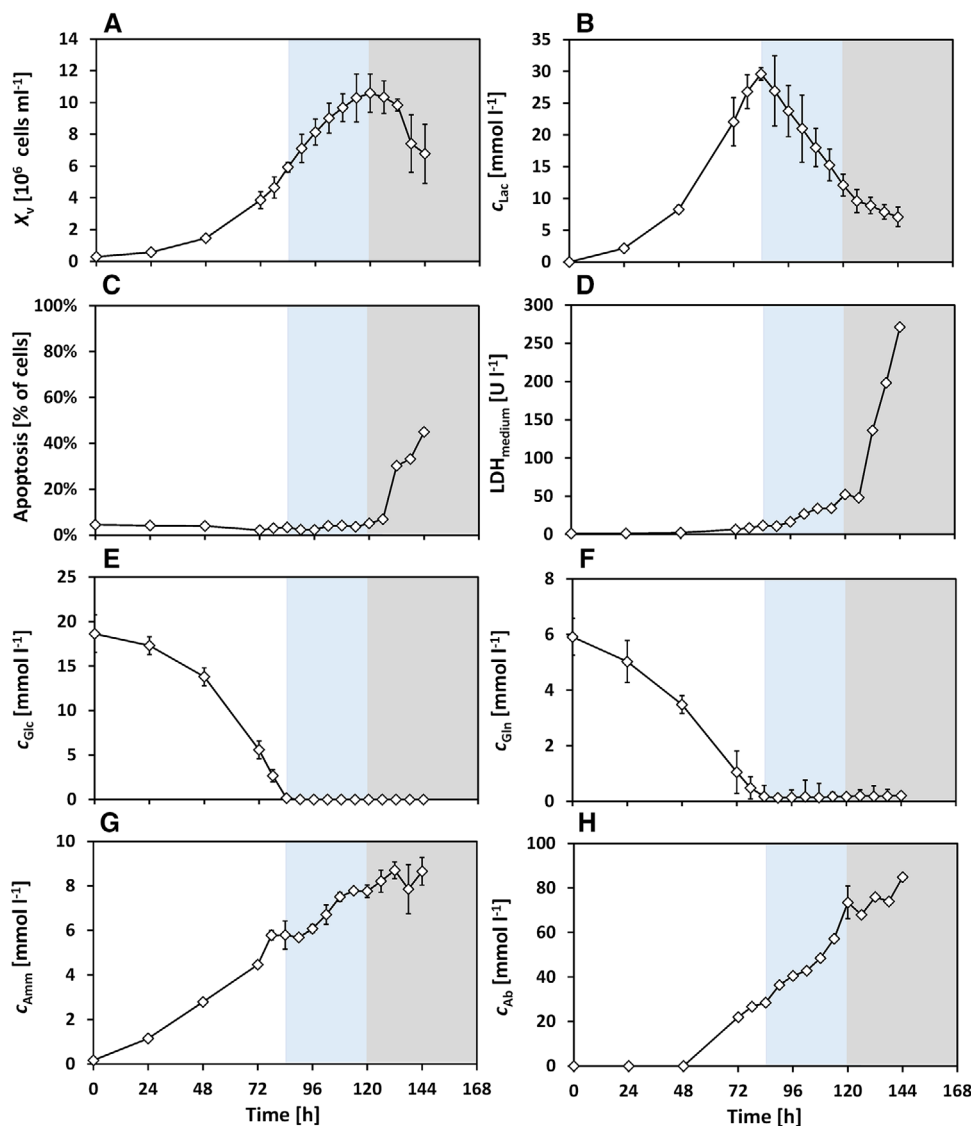 A
X_v [10^6 cells ml^-1]
14
12
10
8
6
4
2
0
B
c_Lac [mmol l^-1]
35
30
25
20
15
10
5
0
C
Apoptosis [% of cells]
100%
80%
60%
40%
20%
0%
D
LDH_medium [U l^-1]
300
250
200
150
100
50
0
E
c_Glc [mmol l^-1]
25
20
15
10
5
0
F
c_Gln [mmol l^-1]
8
6
4
2
0
G
c_Amm [mmol l^-1]
10
8
6
4
2
0
0 24 48 72 96 120 144 168
Time [h]
H
c_Ab [mmol l^-1]
100
80
60
40
20
0
0 24 48 72 96 120 144 168
Time [h]